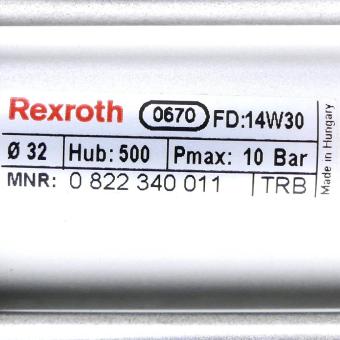 Rexroth 0670 FD:14W30
Ø 32 Hub: 500 Pmax: 10 Bar
MNR: 0 822 340 011 TRB
Made in Hungary